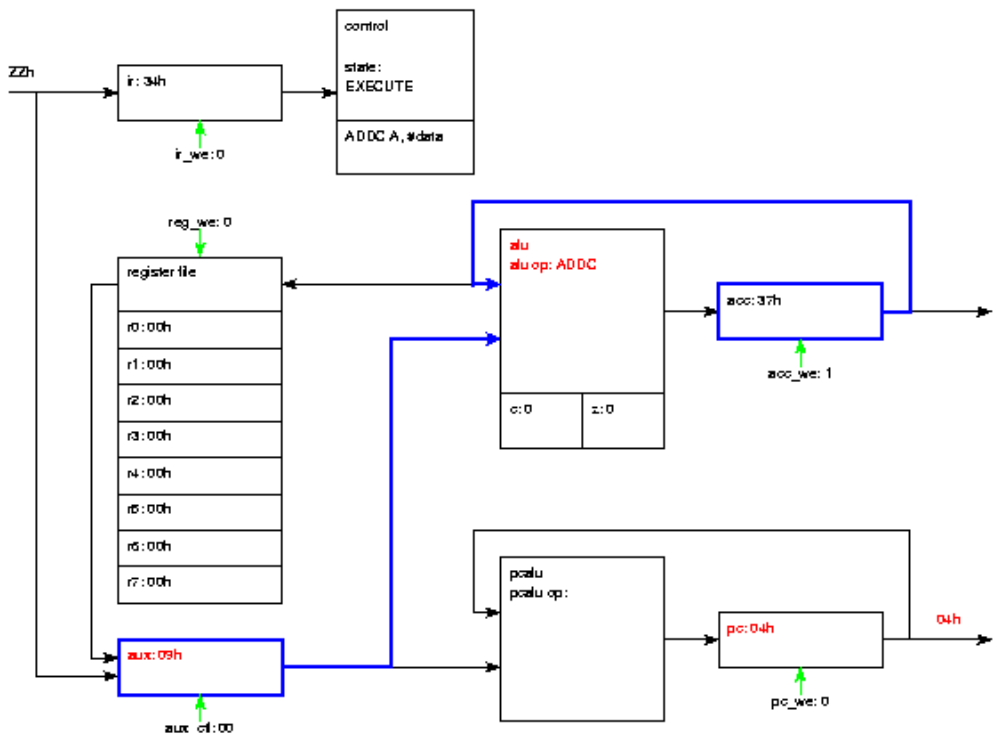 control
22h
state:
EXECUTE
ir: 34h
ADDC A, #data
ir_we: 0
reg_we: 0
register file
alu
alu op: ADDC
acc: 37h
r0: 00h
r1: 00h
acc_we: 1
r2: 00h
c: 0
z: 0
r3: 00h
r4: 00h
r5: 00h
r6: 00h
r7: 00h
pcalu
pcalu op:
pc: 04h
04h
aux: 09h
pc_we: 0
aux_ctl: 00